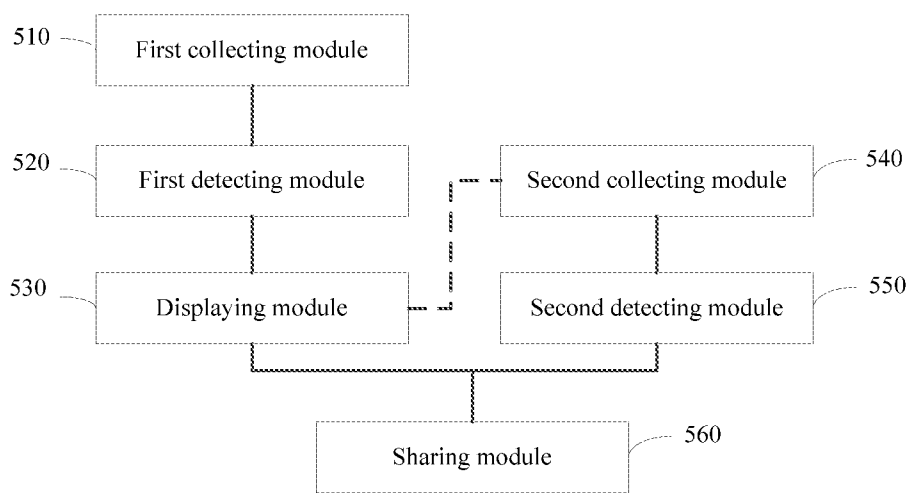 510
First collecting module
520
First detecting module
540
Second collecting module
530
Displaying module
550
Second detecting module
560
Sharing module